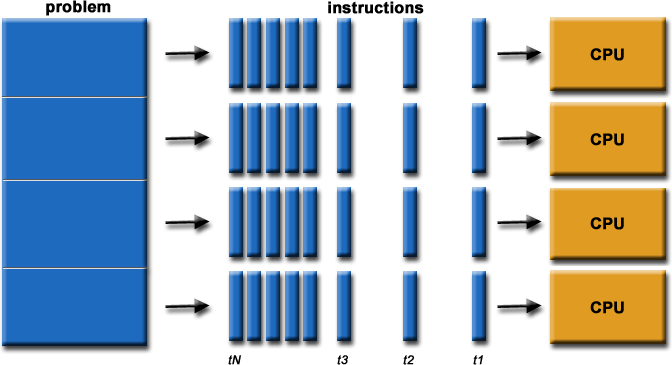 problem
instructions
CPU
CPU
CPU
CPU
tN t3 t2 t1